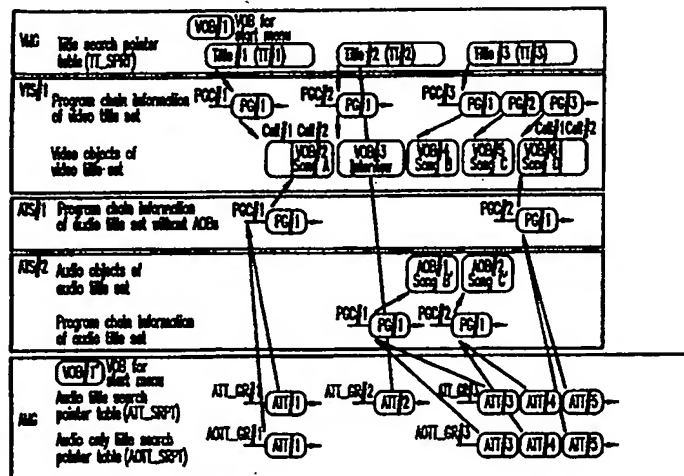 VMG
VOB#1 VOB for
start menu
Title search pointer
table (TT_SPRT)
Title #1 (TT#1)
Title #2 (TT#2)
Title #3 (TT#3)
VTS#1
Program chain information
of video title set
PGC#1
PG#1
PGC#2
PG#1
PGC#3
PG#1
PG#2
PG#3
Cell#1 Cell#2
Cell#1 Cell#2
Video objects of
video title set
VOB#2
Song A
VOB#3
Interview
VOB#4
Song B
VOB#5
Song C
VOB#6
Song
ATS#1
Program chain information
of audio title set without AOBs
PGC#1
PG#1
PGC#2
PG#1
ATS#2
Audio objects of
audio title set
AOB#1
Song B'
AOB#2
Song C'
Program chain information
of audio title set
PGC#1
PG#1
PGC#2
PG#1
AMG
VOB#1' VOB for
start menu
Audio title search
pointer table (ATT_SRPT)
ATT_GR#1
ATT#1
ATT_GR#2
ATT#2
ATT#3
ATT#4
ATT#5
Audio only title search
pointer table (AOTT_SRPT)
AOTT_GR#1
ATT#1
AOTT_GR#3
ATT#3
ATT#4
ATT#5